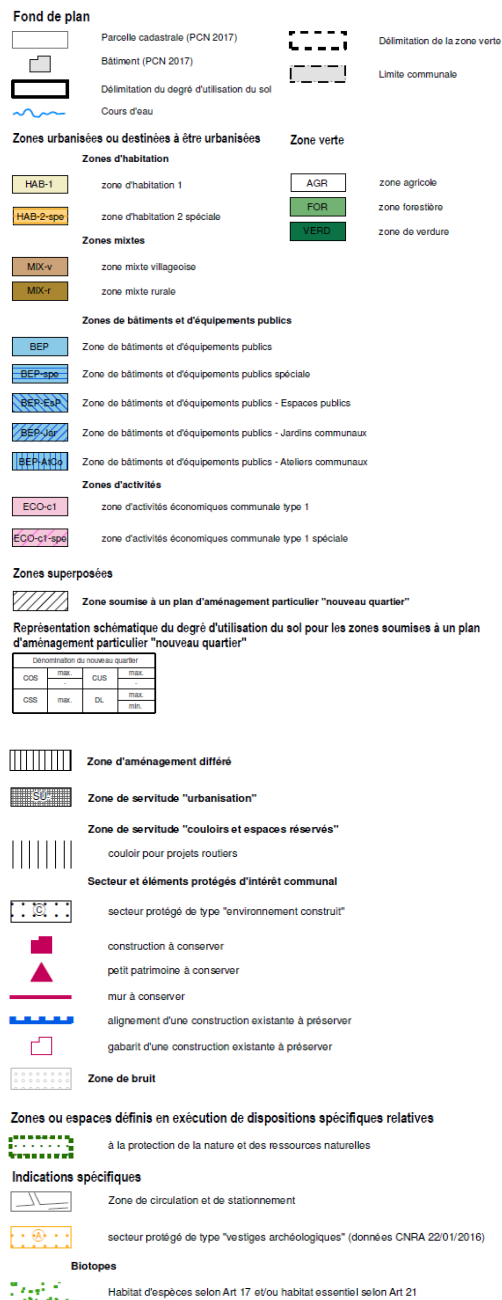 Fond de plan
Parcelle cadastrale (PCN 2017)
Bâtiment (PCN 2017)
Délimitation du degré d'utilisation du sol
Cours d'eau
Délimitation de la zone verte
Limite communale
Zones urbanisées ou destinées à être urbanisées
Zones d'habitation
HAB-1 zone d'habitation 1
HAB-2-spe zone d'habitation 2 spéciale
Zones mixtes
MIX-v zone mixte villageoise
MIX-r zone mixte rurale
Zone verte
AGR zone agricole
FOR zone forestière
VERD zone de verdure
Zones de bâtiments et d'équipements publics
BEP Zone de bâtiments et d'équipements publics
BEP-spe Zone de bâtiments et d'équipements publics spéciale
BEP-EsP Zone de bâtiments et d'équipements publics - Espaces publics
BEP-Jar Zone de bâtiments et d'équipements publics - Jardins communaux
BEP-AtCo Zone de bâtiments et d'équipements publics - Ateliers communaux
Zones d'activités
ECO-c1 zone d'activités économiques communale type 1
ECO-c1-spé zone d'activités économiques communale type 1 spéciale
Zones superposées
Zone soumise à un plan d'aménagement particulier "nouveau quartier"
Représentation schématique du degré d'utilisation du sol pour les zones soumises à un plan
d'aménagement particulier "nouveau quartier"
Dénomination du nouveau quartier
COS max. CUS max.
- -
CSS max. DL max.
min.
Zone d'aménagement différé
SU Zone de servitude "urbanisation"
Zone de servitude "couloirs et espaces réservés"
couloir pour projets routiers
Secteur et éléments protégés d'intérêt communal
C secteur protégé de type "environnement construit"
construction à conserver
petit patrimoine à conserver
mur à conserver
alignement d'une construction existante à préserver
gabarit d'une construction existante à préserver
Zone de bruit
Zones ou espaces définis en exécution de dispositions spécifiques relatives
à la protection de la nature et des ressources naturelles
Indications spécifiques
Zone de circulation et de stationnement
A secteur protégé de type "vestiges archéologiques" (données CNRA 22/01/2016)
Biotopes
Habitat d'espèces selon Art 17 et/ou habitat essentiel selon Art 21